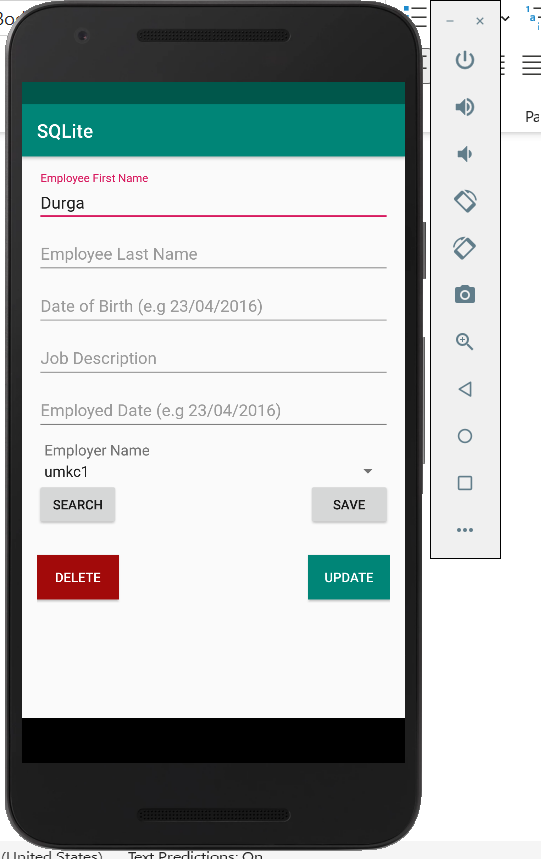 SQLite
Employee First Name
Durga
Employee Last Name
Date of Birth (e.g 23/04/2016)
Job Description
Employed Date (e.g 23/04/2016)
Employer Name
umkc1
SEARCH
SAVE
DELETE
UPDATE
Pa
(United States) Text Predictions: On